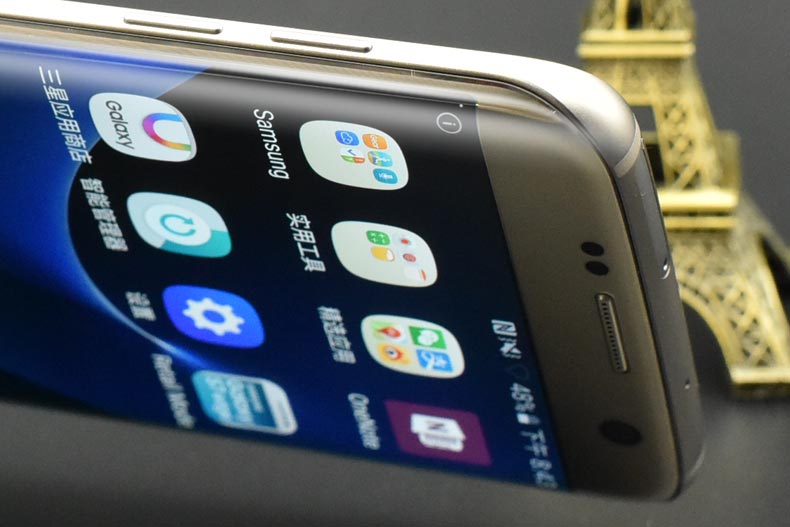 48% 下午 8:43
Samsung
实用工具
精选应用
OneNote
Galaxy
三星应用商店
智能管理器
设置
Retail Mode